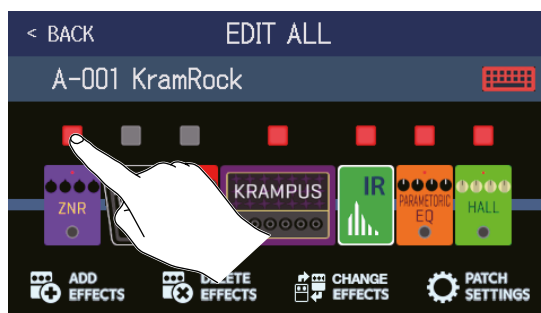 < BACK
EDIT ALL
A-001 KramRock
ZNR
KRAMPUS
IR
PARAMETORIC
EQ
HALL
ADD
EFFECTS
EFFECTS
CHANGE
EFFECTS
PATCH
SETTINGS